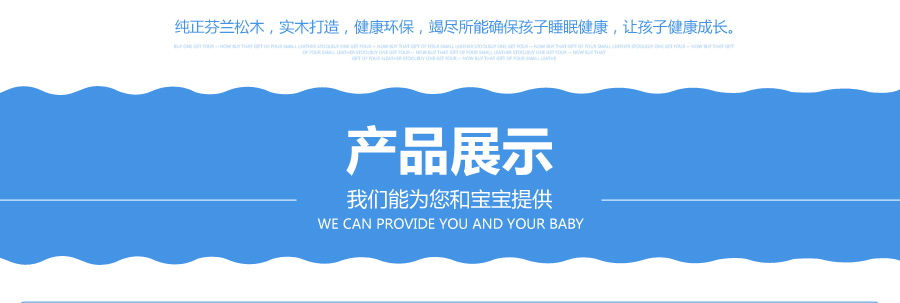 纯正芬兰松木，实木打造，健康环保，竭尽所能确保孩子睡眠健康，让孩子健康成长。
产品展示
我们能为您和宝宝提供
WE CAN PROVIDE YOU AND YOUR BABY